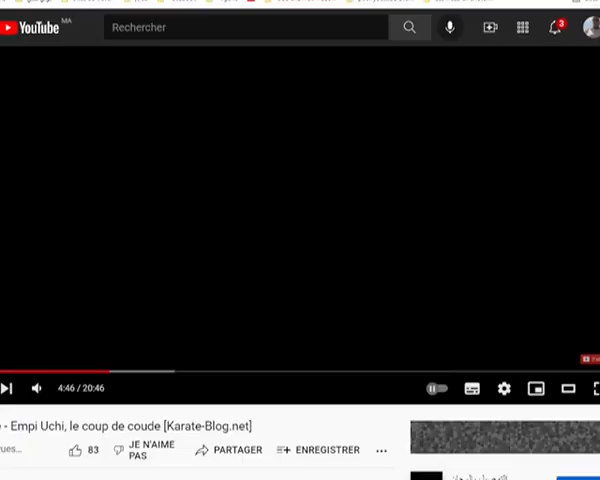 YouTube MA
Rechercher
3
4:46 / 20:46
- Empi Uchi, le coup de coude [Karate-Blog.net]
ues...
83
JE N'AIME
PAS
PARTAGER
ENREGISTRER
...